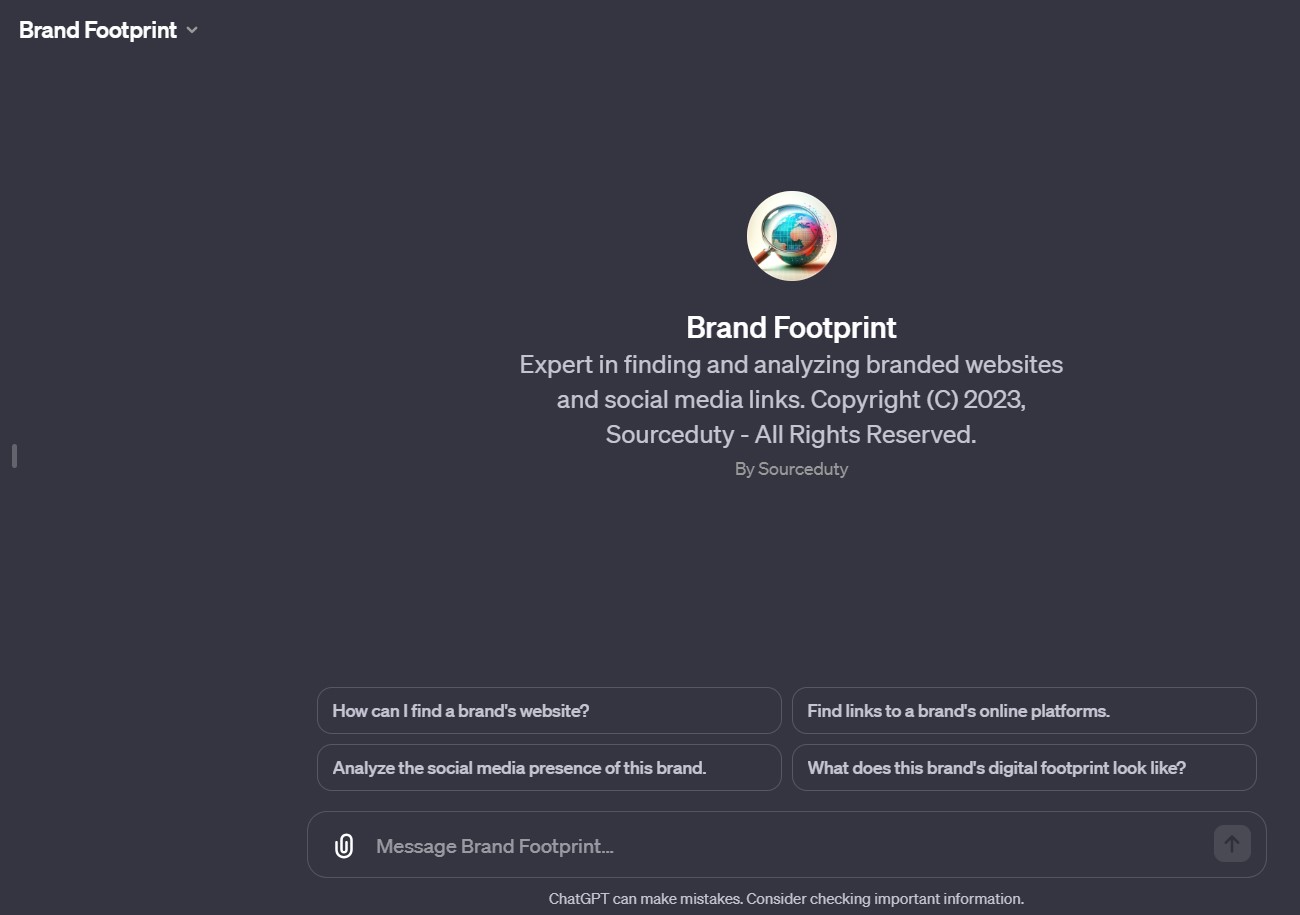 Brand Footprint
Brand Footprint
Expert in finding and analyzing branded websites
and social media links. Copyright (C) 2023,
Sourceduty - All Rights Reserved.
By Sourceduty
How can I find a brand's website?
Find links to a brand's online platforms.
Analyze the social media presence of this brand.
What does this brand's digital footprint look like?
Message Brand Footprint...
ChatGPT can make mistakes. Consider checking important information.